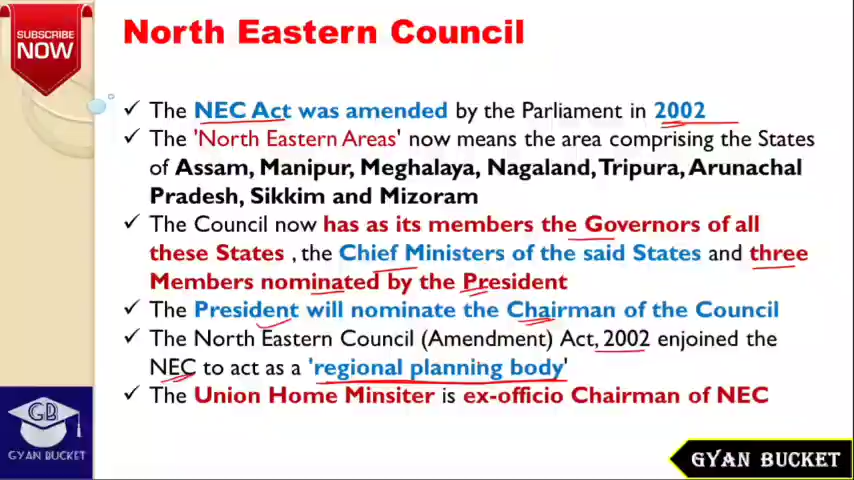 SUBSCRIBE
NOW
North Eastern Council
✓ The NEC Act was amended by the Parliament in 2002
✓ The 'North Eastern Areas' now means the area comprising the States
of Assam, Manipur, Meghalaya, Nagaland, Tripura, Arunachal
Pradesh, Sikkim and Mizoram
✓ The Council now has as its members the Governors of all
these States , the Chief Ministers of the said States and three
Members nominated by the President
✓ The President will nominate the Chairman of the Council
✓ The North Eastern Council (Amendment) Act, 2002 enjoined the
NEC to act as a 'regional planning body'
✓ The Union Home Minsiter is ex-officio Chairman of NEC
GB
GYAN BUCKET
GYAN BUCKET